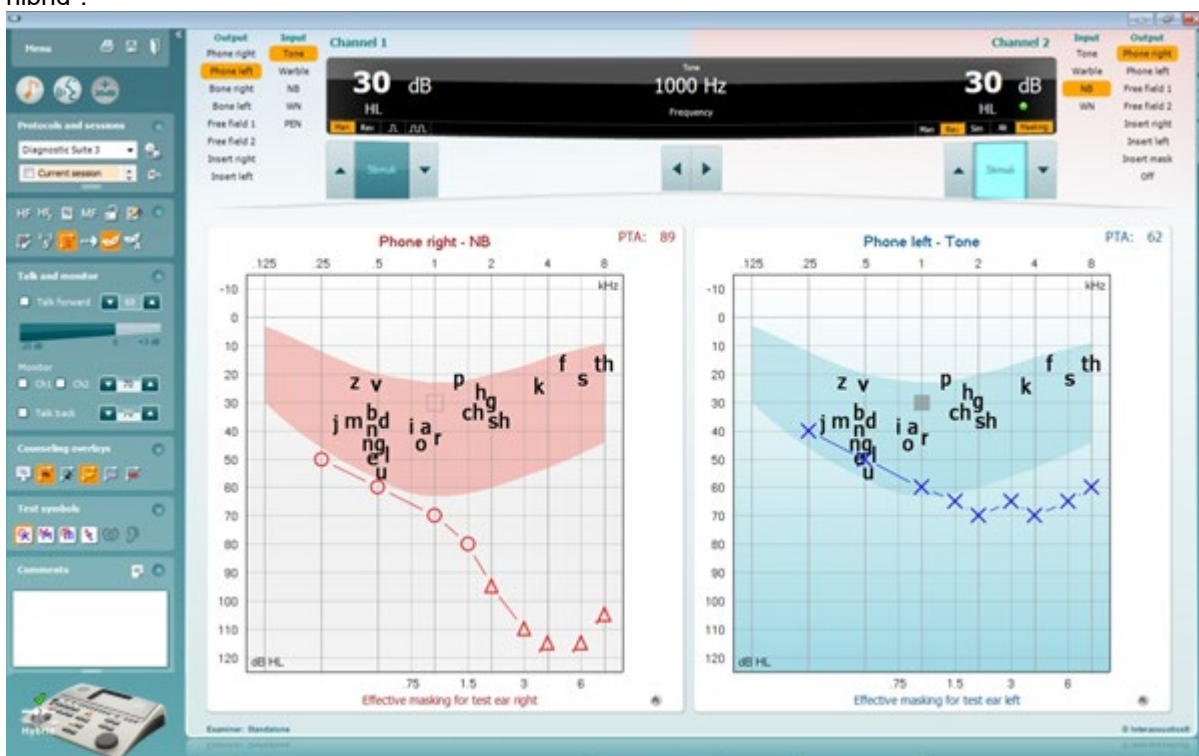 hibrid".
Menu
Protocols and sessions
Diagnostic Suite 3
Current session
HF MF
Talk and monitor
Talk forward
Monitor
Ch1 Ch2 70
Talk back
Counseling overlays
Test symbols
Comments
Hybrid
Output Input
Phone right Tone
Phone left Warble
Bone right NB
Bone left WN
Free field 1 PEN
Free field 2
Insert right
Insert left
Channel 1
30 dB
HL
Man Rev
Tone
1000 Hz
Frequency
Channel 2
30 dB
HL
Man Rev Sim Alt Masking
Stimuli
Stimuli
Input Output
Tone Phone right
Warble Phone left
NB Free field 1
WN Free field 2
Insert right
Insert left
Insert mask
Off
Phone right - NB PTA: 89
.125 .25 .5 1 2 4 8
kHz
-10
0
10
20
30
40
50
60
70
80
90
100
110
120
dB HL
z v p h g ch sh k f s th
j m b d n ng e l u i a o r
.75 1.5 3 6
Effective masking for test ear right
Phone left - Tone PTA: 62
.125 .25 .5 1 2 4 8
kHz
-10
0
10
20
30
40
50
60
70
80
90
100
110
120
dB HL
z v p h g ch sh k f s th
j m b d n ng e l u i a o r
.75 1.5 3 6
Effective masking for test ear left
Examiner: Standalone
© Interacoustics®